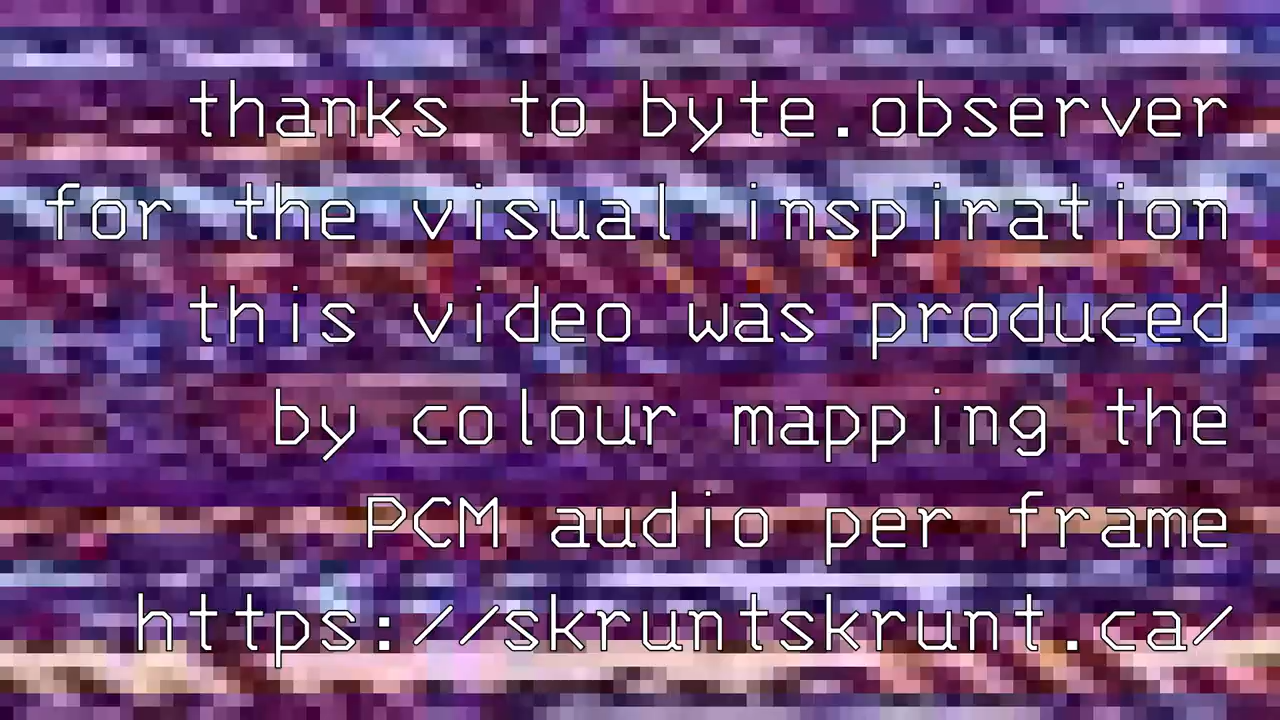 thanks to byte.observer
for the visual inspiration
this video was produced
by colour mapping the
PCM audio per frame
https://skruntskrunt.ca/